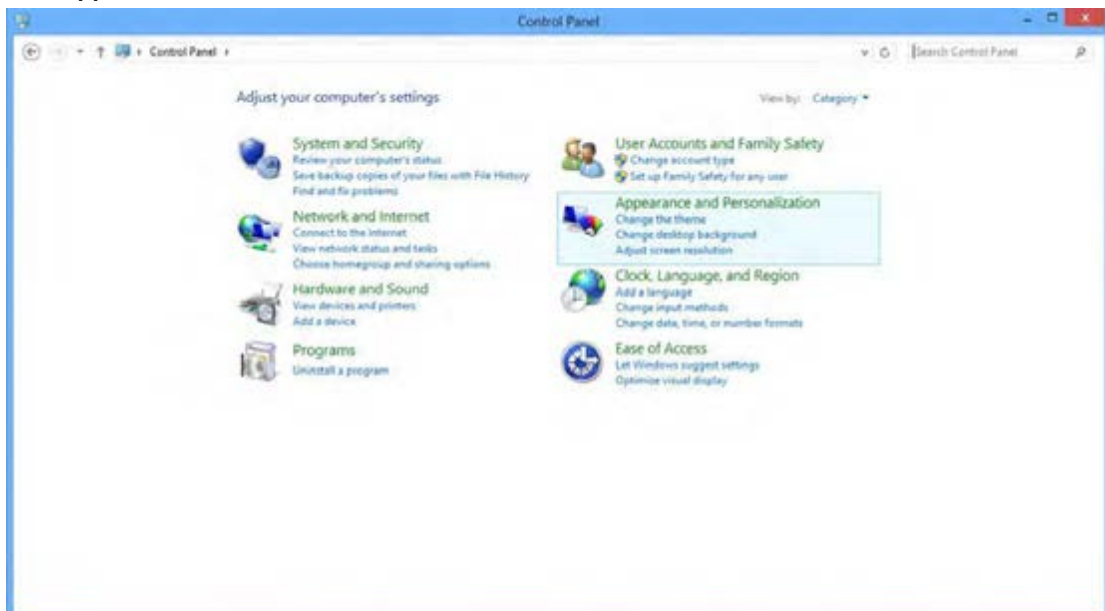 Control Panel
Control Panel
Search Control Panel
Adjust your computer's settings
View by: Category
System and Security
Review your computer's status
Save backup copies of your files with File History
Find and fix problems
Network and Internet
Connect to the Internet
View network status and tasks
Choose homegroup and sharing options
Hardware and Sound
View devices and printers
Add a device
Programs
Uninstall a program
User Accounts and Family Safety
Change account type
Set up Family Safety for any user
Appearance and Personalization
Change the theme
Change desktop background
Adjust screen resolution
Clock, Language, and Region
Add a language
Change input methods
Change date, time, or number formats
Ease of Access
Let Windows suggest settings
Optimize visual display